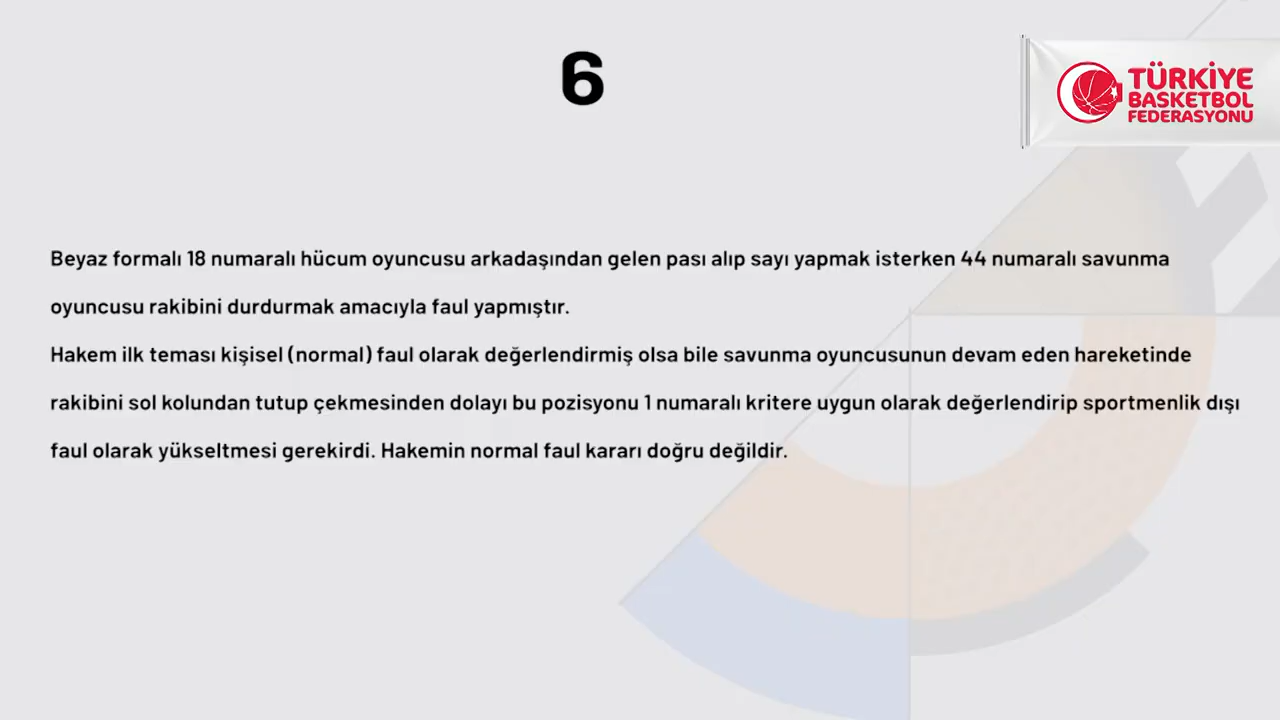 6
TÜRKİYE
BASKETBOL
FEDERASYONU
Beyaz formalı 18 numaralı hücum oyuncusu arkadaşından gelen pası alıp sayı yapmak isterken 44 numaralı savunma
oyuncusu rakibini durdurmak amacıyla faul yapmıştır.
Hakem ilk teması kişisel (normal) faul olarak değerlendirmiş olsa bile savunma oyuncusunun devam eden hareketinde
rakibini sol kolundan tutup çekmesinden dolayı bu pozisyonu 1 numaralı kritere uygun olarak değerlendirip sportmenlik dışı
faul olarak yükseltmesi gerekirdi. Hakemin normal faul kararı doğru değildir.